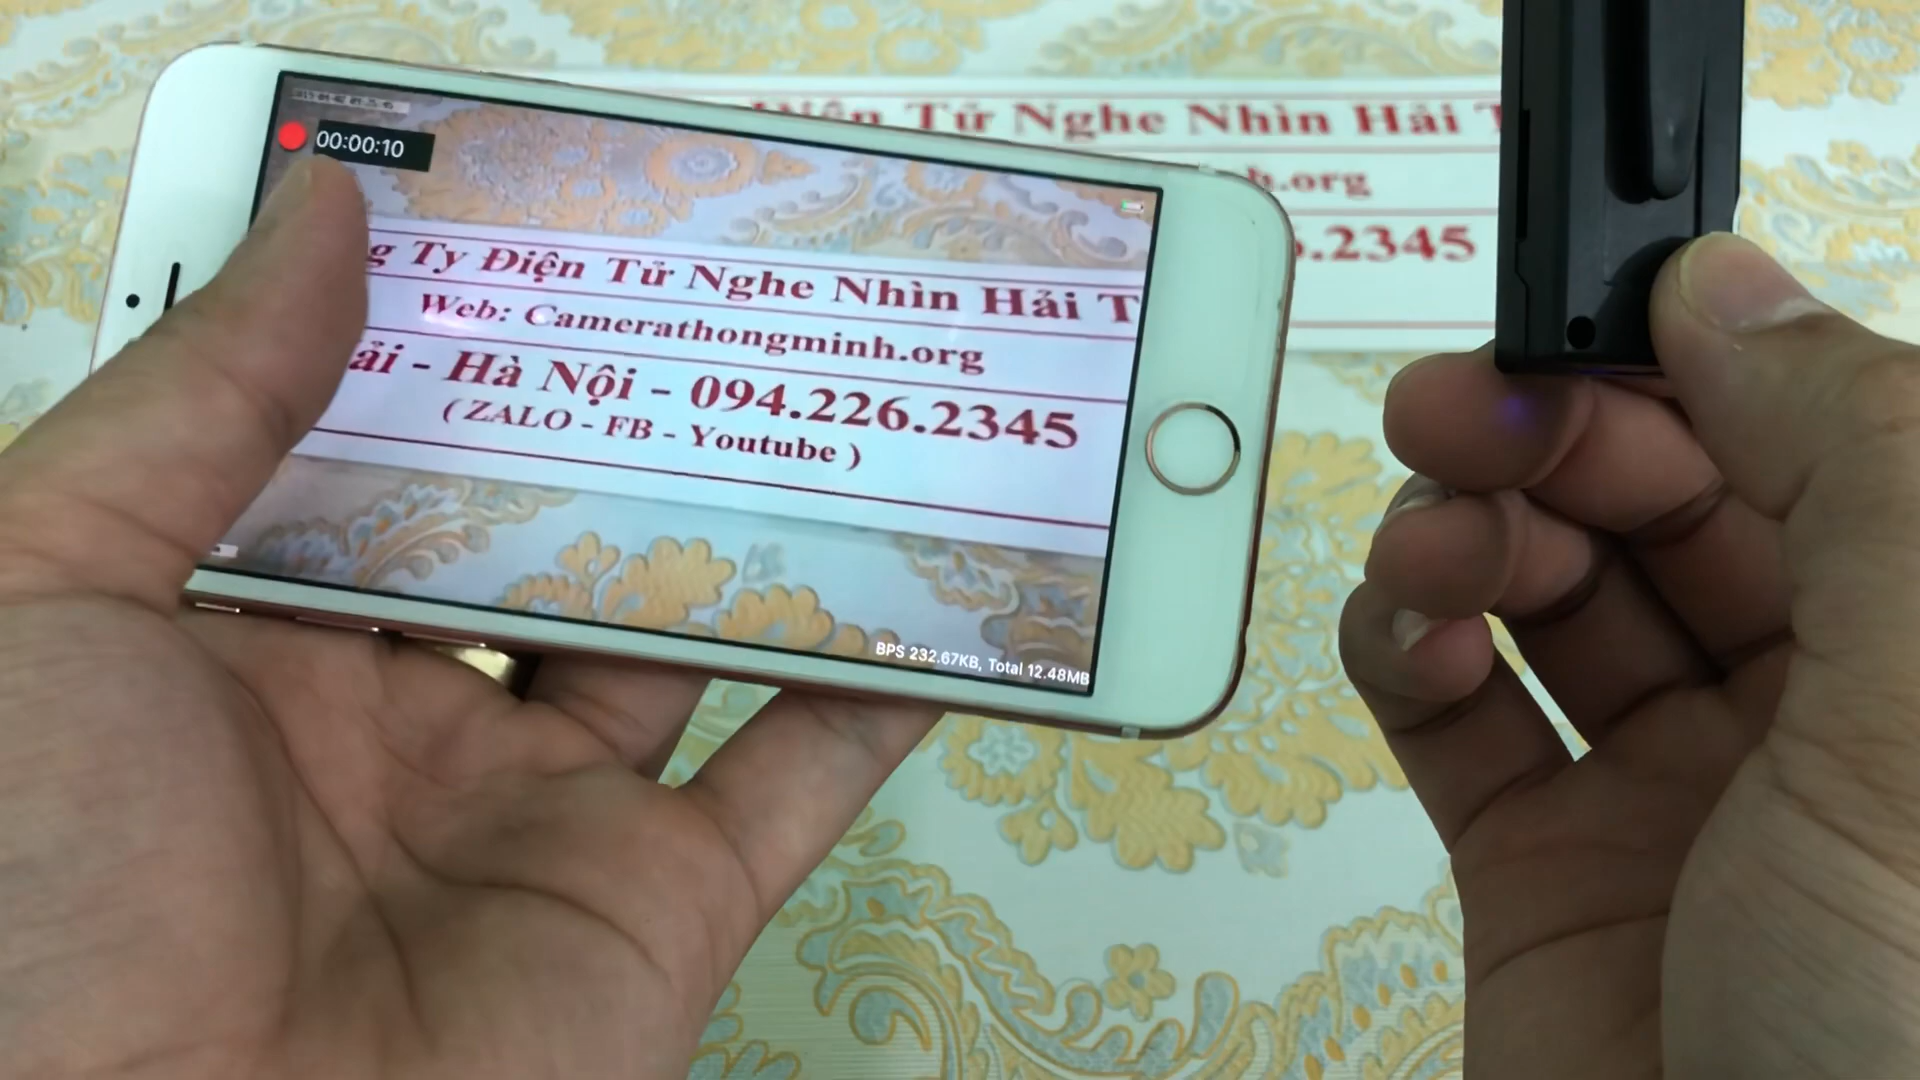 00:00:10
g Ty Điện Tử Nghe Nhìn Hải T
Web: Camerathongminh.org
ải - Hà Nội - 094.226.2345
( ZALO - FB - Youtube )
BPS 232.67KB, Total 12.48MB
Điện Tử Nghe Nhìn Hải T
h.org
6.2345